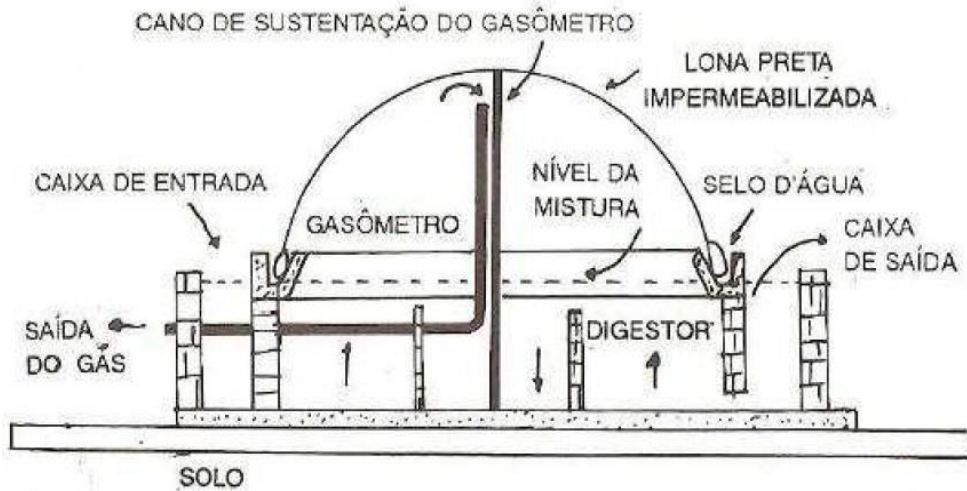 CANO DE SUSTENTAÇÃO DO GASÔMETRO
LONA PRETA
IMPERMEABILIZADA
CAIXA DE ENTRADA
GASÔMETRO
NÍVEL DA
MISTURA
SELO D'ÁGUA
CAIXA
DE SAÍDA
SAÍDA
DO GÁS
DIGESTOR
SOLO